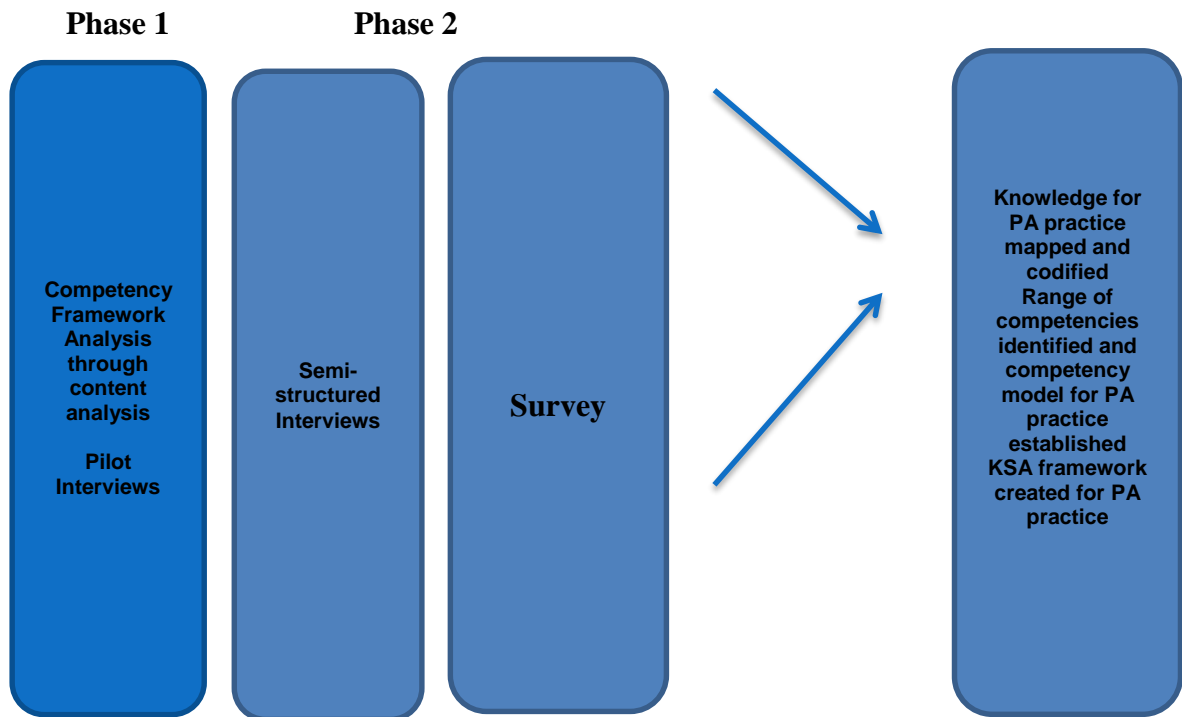 Phase 1
Phase 2
Competency
Framework
Analysis
through
content
analysis
Pilot
Interviews
Semi-
structured
Interviews
Survey
Knowledge for
PA practice
mapped and
codified
Range of
competencies
identified and
competency
model for PA
practice
established
KSA framework
created for PA
practice